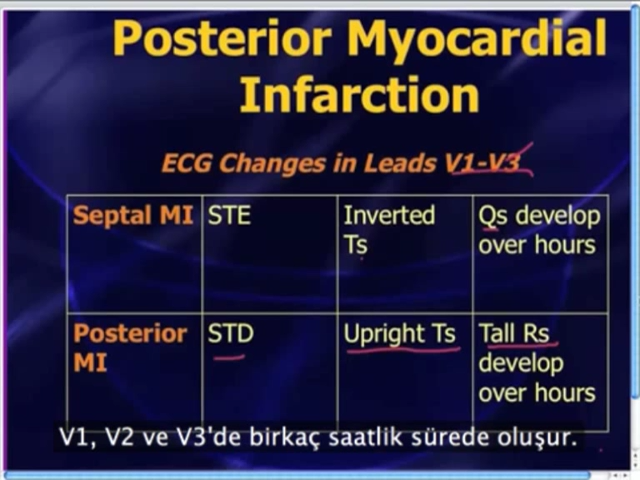 Posterior Myocardial
Infarction
ECG Changes in Leads V1-V3
Septal MI STE Inverted Ts Qs develop over hours
Posterior MI STD Upright Ts Tall Rs develop over hours
V1, V2 ve V3'de birkaç saatlik sürede oluşur.